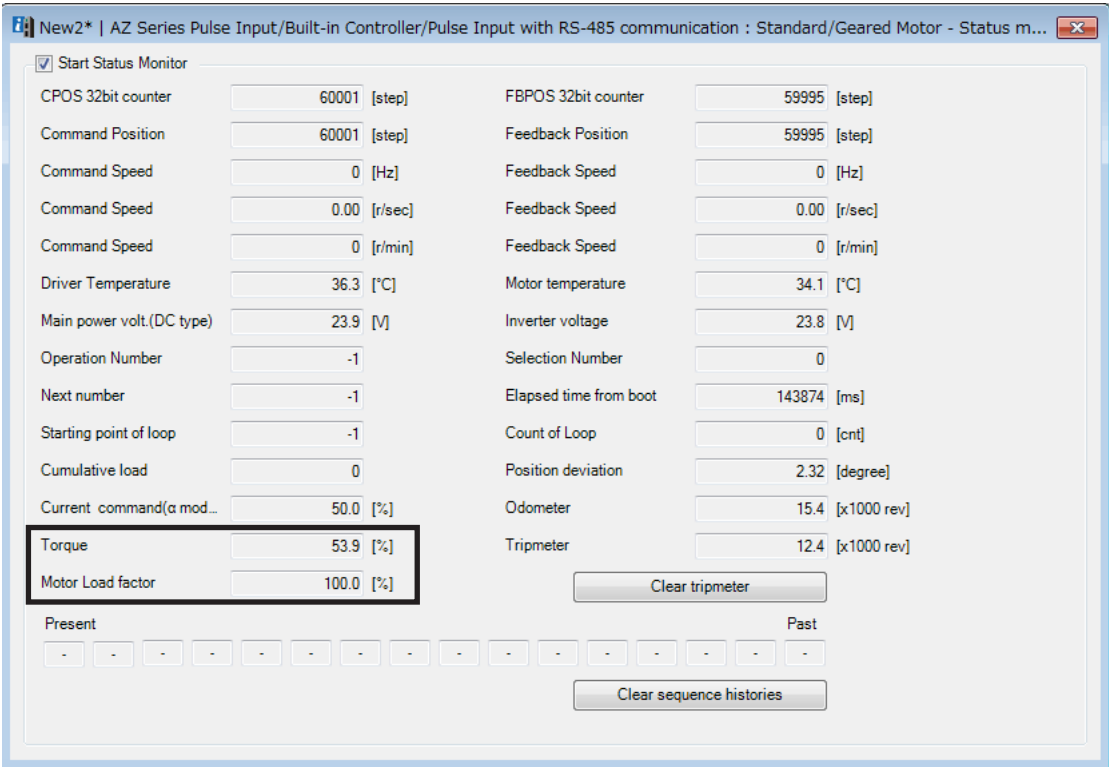 New2* | AZ Series Pulse Input/Built-in Controller/Pulse Input with RS-485 communication : Standard/Geared Motor - Status m...
Start Status Monitor
CPOS 32bit counter 60001 [step] FBPOS 32bit counter 59995 [step]
Command Position 60001 [step] Feedback Position 59995 [step]
Command Speed 0 [Hz] Feedback Speed 0 [Hz]
Command Speed 0.00 [r/sec] Feedback Speed 0.00 [r/sec]
Command Speed 0 [r/min] Feedback Speed 0 [r/min]
Driver Temperature 36.3 [°C] Motor temperature 34.1 [°C]
Main power volt.(DC type) 23.9 [V] Inverter voltage 23.8 [V]
Operation Number -1 Selection Number 0
Next number -1 Elapsed time from boot 143874 [ms]
Starting point of loop -1 Count of Loop 0 [cnt]
Cumulative load 0 Position deviation 2.32 [degree]
Current command(α mod... 50.0 [%] Odometer 15.4 [x1000 rev]
Torque 53.9 [%] Tripmeter 12.4 [x1000 rev]
Motor Load factor 100.0 [%] Clear tripmeter
Present Past
- - - - - - - - - - - - - - - -
Clear sequence histories